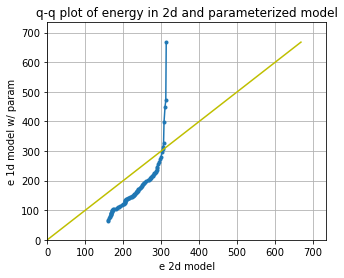 q-q plot of energy in 2d and parameterized model
700
600
500
400
300
200
100
0
e 1d model w/ param
0 100 200 300 400 500 600 700
e 2d model